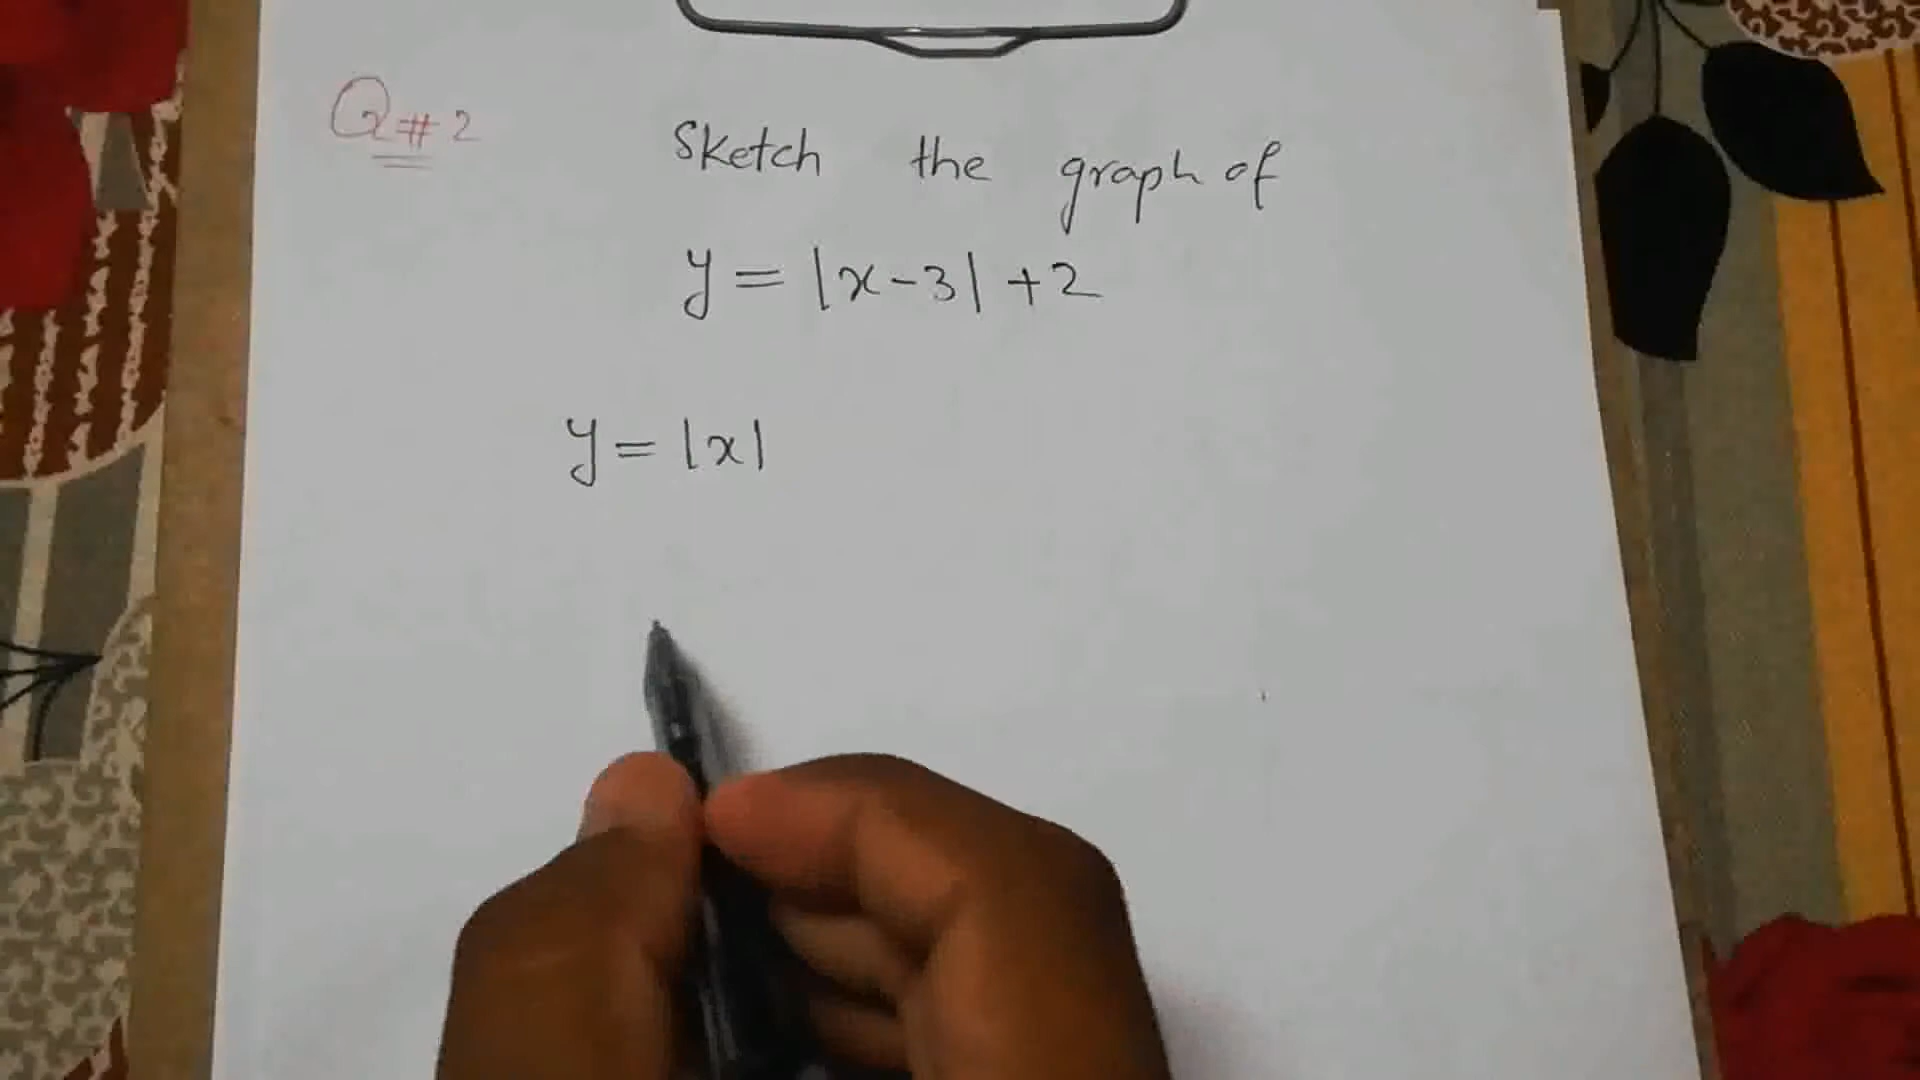 Q#2
Sketch the graph of
y = |x-3| +2
y = |x|